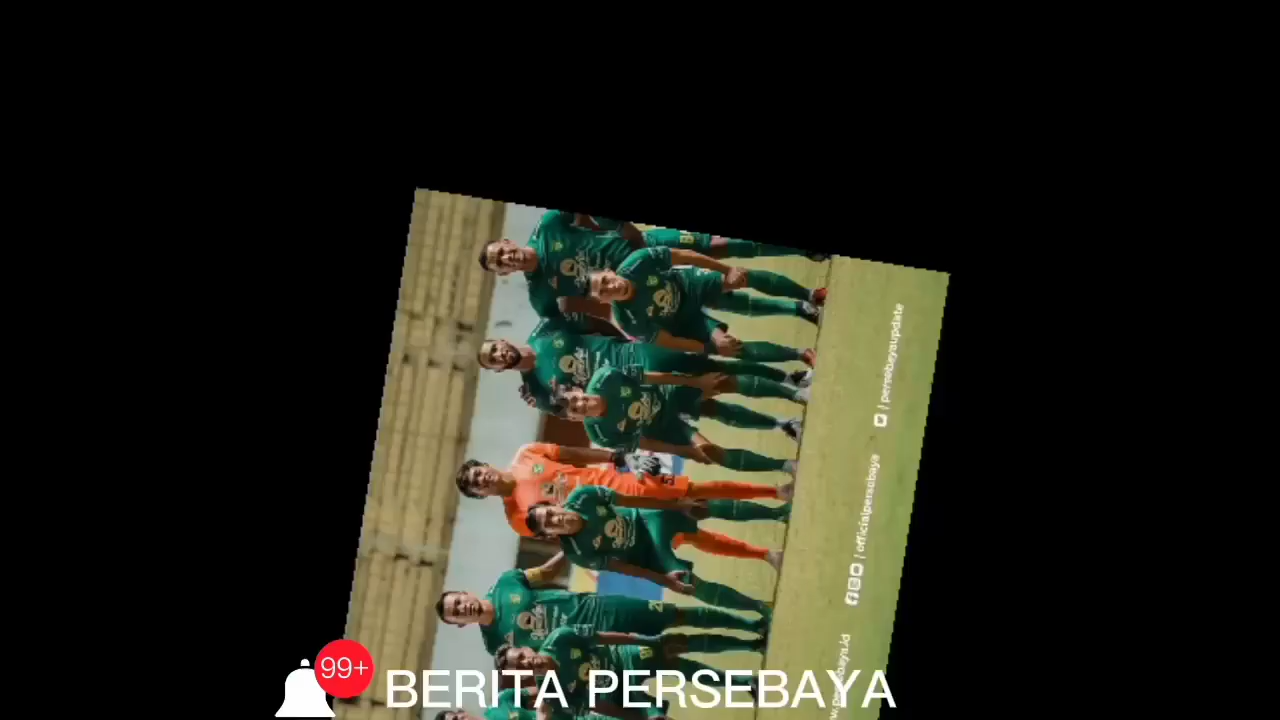 99+
BERITA PERSEBAYA
| persebayaupdate
| officialpersebaya